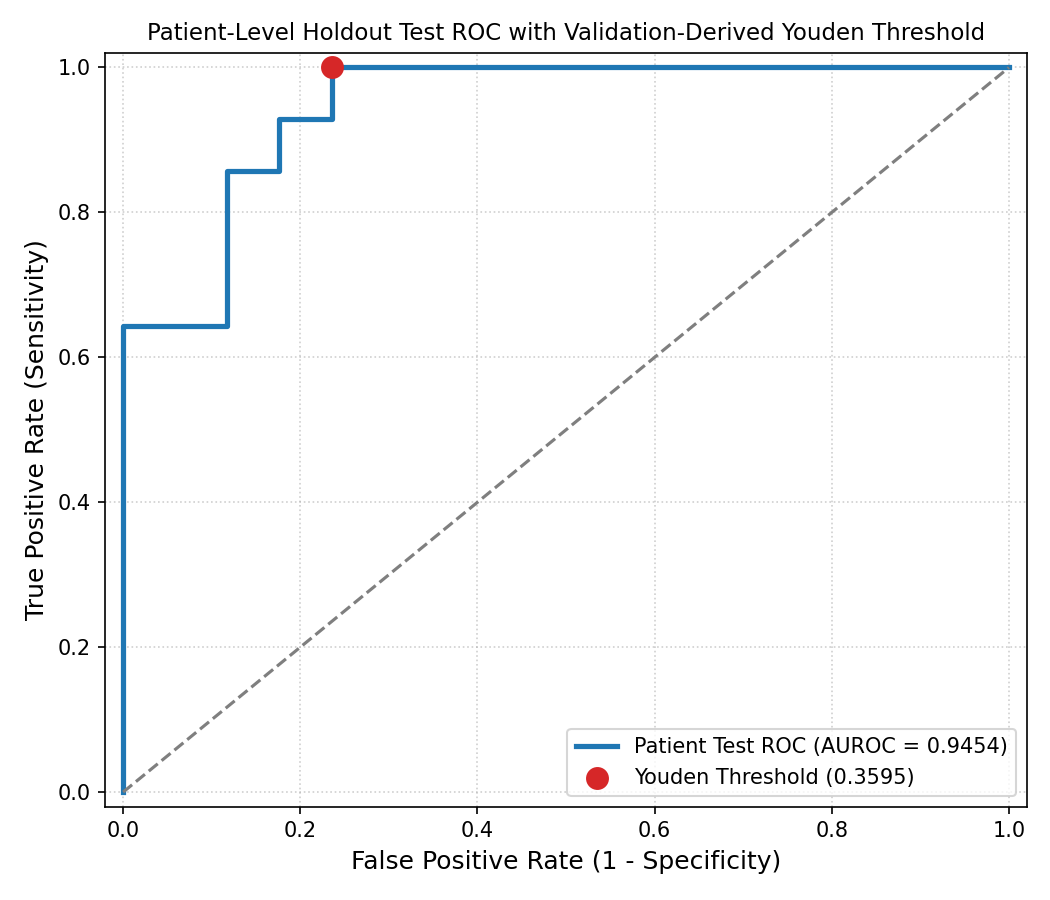 Patient-Level Holdout Test ROC with Validation-Derived Youden Threshold
1.0
0.8
0.6
0.4
0.2
0.0
True Positive Rate (Sensitivity)
Patient Test ROC (AUROC = 0.9454)
Youden Threshold (0.3595)
0.0 0.2 0.4 0.6 0.8 1.0
False Positive Rate (1 - Specificity)